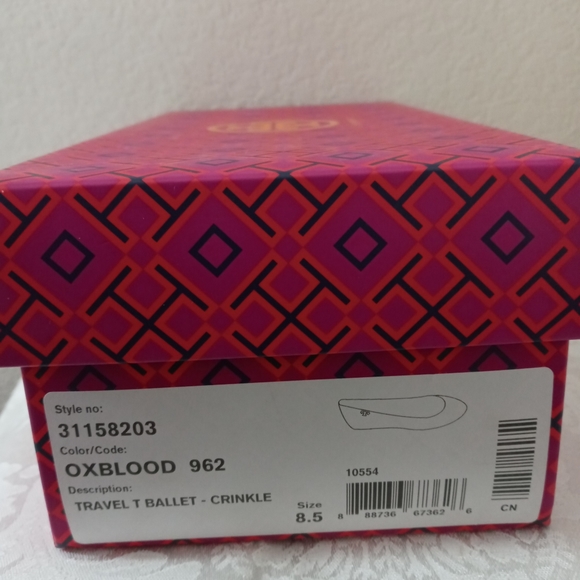 Style no:
31158203
Color/Code:
OXBLOOD 962
Description:
TRAVEL T BALLET - CRINKLE
Size
8.5
10554
8 88736 67362 6
CN